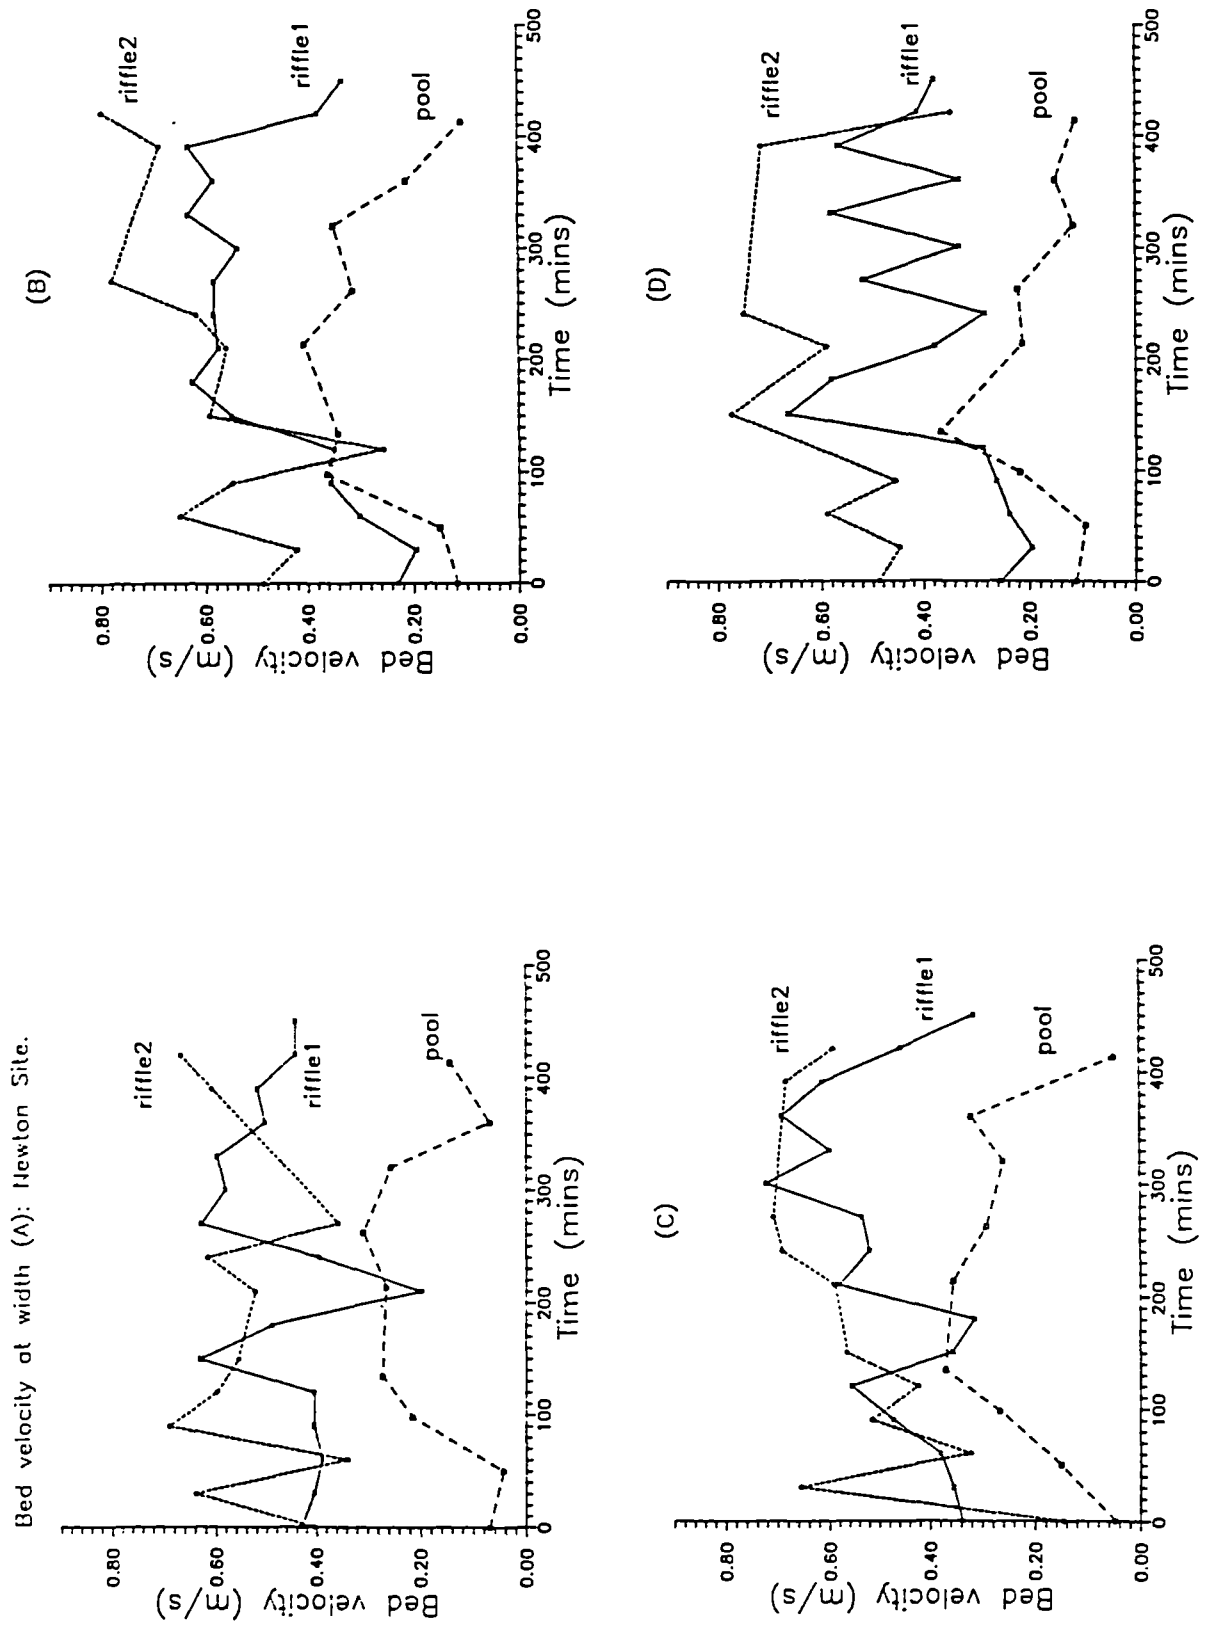 Bed velocity at width (A): Newton Site.
Bed velocity (m/s)
0.80
0.60
0.40
0.20
0.00
riffle2
riffle1
pool
0
100
200
300
400
500
Time (mins)
(B)
Bed velocity (m/s)
0.80
0.60
0.40
0.20
0.00
riffle2
riffle1
pool
0
100
200
300
400
500
Time (mins)
(C)
Bed velocity (m/s)
0.80
0.60
0.40
0.20
0.00
riffle2
riffle1
pool
0
100
200
300
400
500
Time (mins)
(D)
Bed velocity (m/s)
0.80
0.60
0.40
0.20
0.00
riffle2
riffle1
pool
0
100
200
300
400
500
Time (mins)